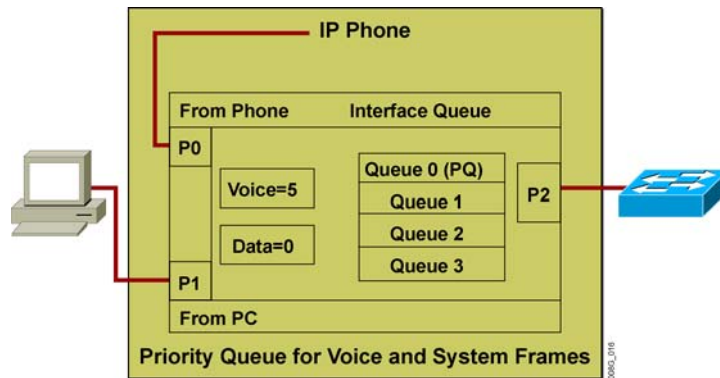 IP Phone
From Phone
Interface Queue
P0
Voice=5
Queue 0 (PQ)
Queue 1
P2
Data=0
Queue 2
Queue 3
P1
From PC
Priority Queue for Voice and System Frames
008G_016